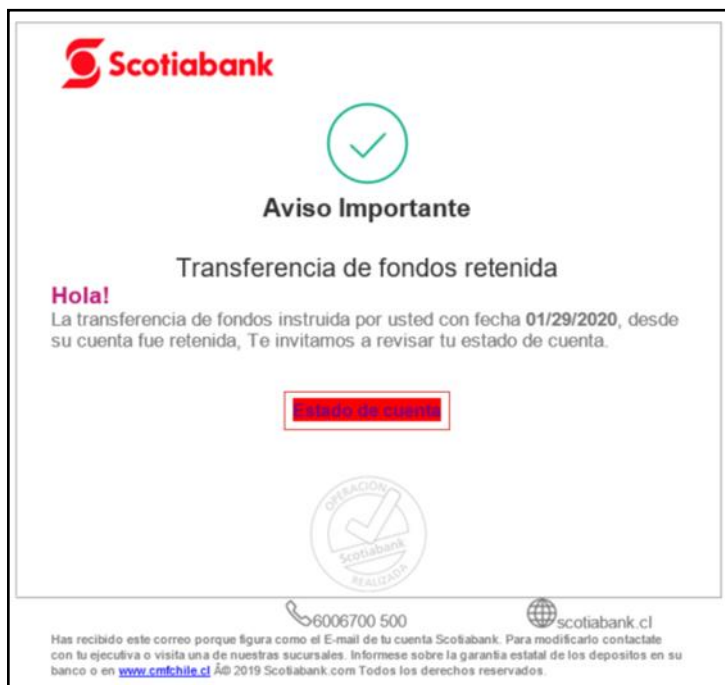 Scotiabank
Aviso Importante
Transferencia de fondos retenida
Hola!
La transferencia de fondos instruida por usted con fecha 01/29/2020, desde
su cuenta fue retenida, Te invitamos a revisar tu estado de cuenta.
Estado de cuenta
OPERACIÓN
Scotiabank
REALIZADA
6006700 500
scotiabank.cl
Has recibido este correo porque figura como el E-mail de tu cuenta Scotiabank. Para modificarlo contactate
con tu ejecutiva o visita una de nuestras sucursales. Informese sobre la garantia estatal de los depositos en su
banco o en www.cmfchile.cl Â© 2019 Scotiabank.com Todos los derechos reservados.